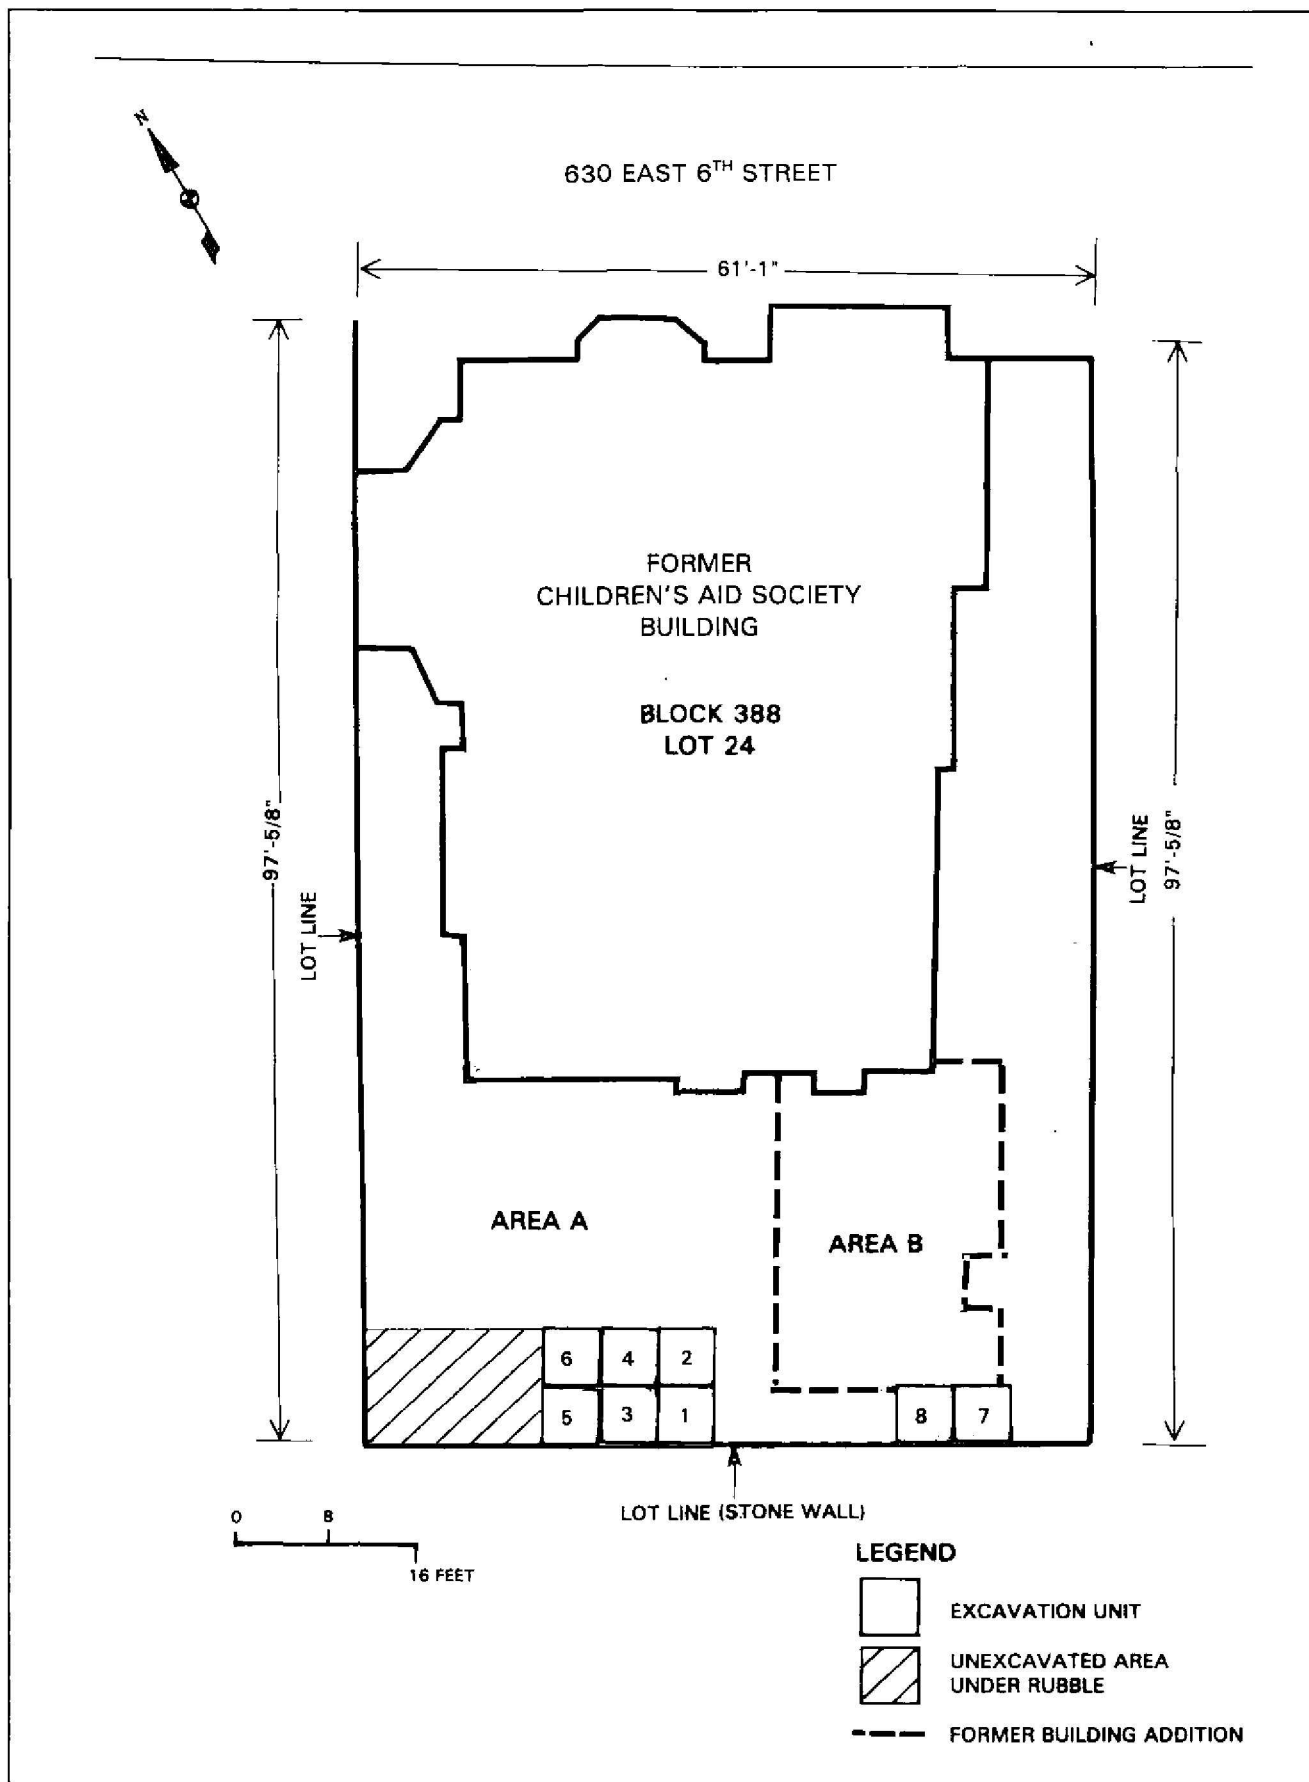 N
630 EAST 6TH STREET
61'-1"
FORMER
CHILDREN'S AID SOCIETY
BUILDING
BLOCK 388
LOT 24
97'-5/8"
LOT LINE
LOT LINE
97'-5/8"
AREA A
AREA B
6 4 2
5 3 1
8 7
LOT LINE (STONE WALL)
0 8
16 FEET
LEGEND
EXCAVATION UNIT
UNEXCAVATED AREA
UNDER RUBBLE
FORMER BUILDING ADDITION